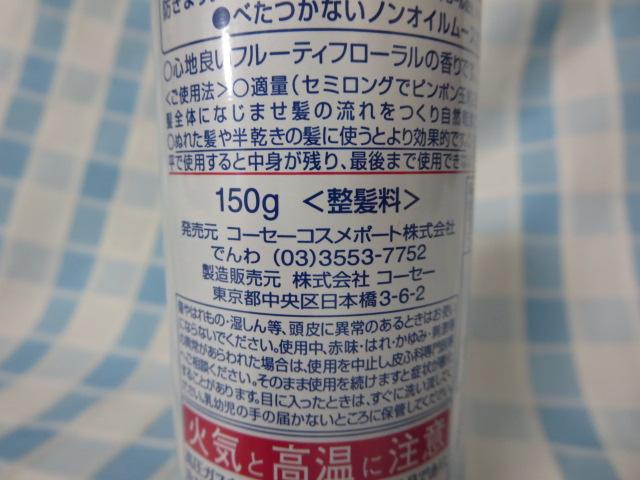 防ぎます
●べたつかないノンオイルムー
○心地良いフルーティフローラルの香りで
<ご使用法>○適量(セミロングでピンポン玉
髪全体になじませ髪の流れをつくり自然
○ぬれた髪や半乾きの髪に使うとより効果的です
平で使用すると中身が残り、最後まで使用でき
150g <整髪料>
発売元 コーセーコスメポート株式会社
でんわ (03)3553-7752
製造販売元 株式会社 コーセー
東京都中央区日本橋3-6-2
やはれもの・湿しん等、頭皮に異常のあるときはお使い
にならないでください。使用中、赤味・はれ・かゆみ・刺激等
の異常があらわれた場合は、使用を中止し皮ふ科専門医等
へご相談ください。そのまま使用を続けますと症状が
することがあります。目に入ったときは、すぐに洗い流して
ください。乳幼児の手の届かないところに保管してください。
火気と高温に注意